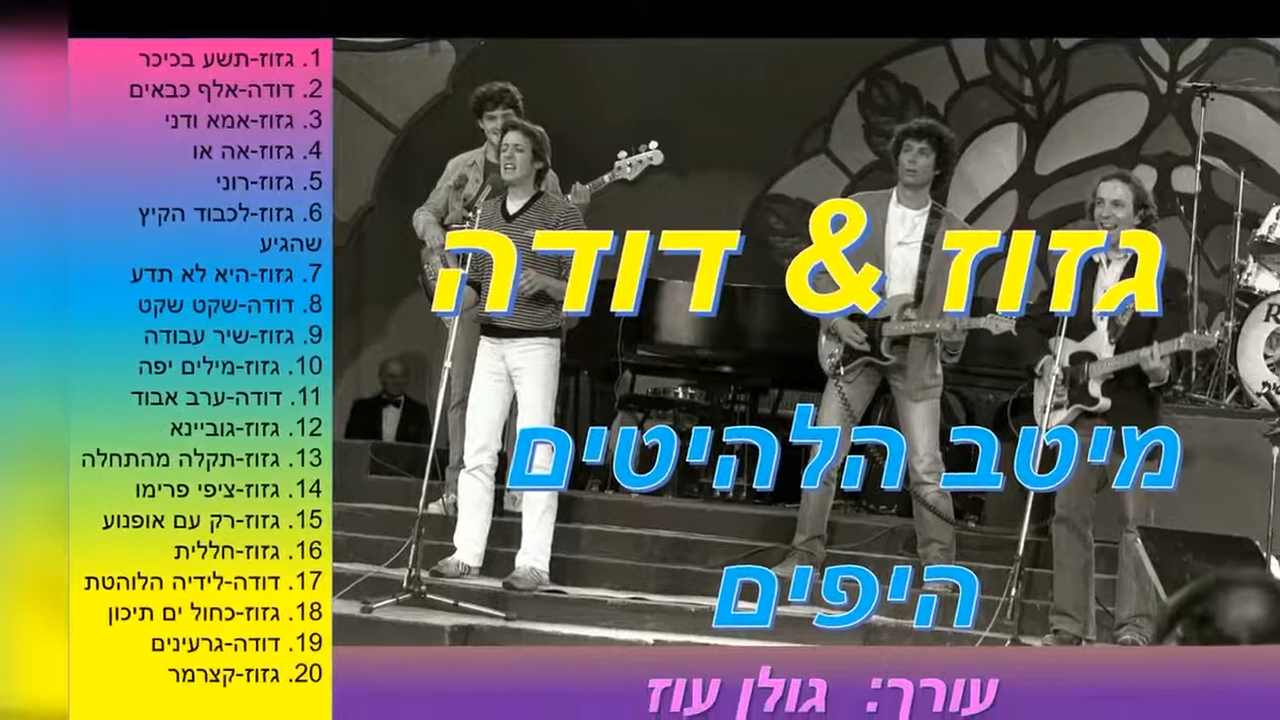 1. גזוז-תשע בכיכר
2. דודה-אלף כבאים
3. גזוז-אמא ודני
4. גזוז-אה או
5. גזוז-רוני
6. גזוז-לכבוד הקיץ
שהגיע
7. גזוז-היא לא תדע
8. דודה-שקט שקט
9. גזוז-שיר עבודה
10. גזוז-מילים יפה
11. דודה-ערב אבוד
12. גזוז-גוביינא
13. גזוז-תקלה מהתחלה
14. גזוז-ציפי פרימו
15. גזוז-רק עם אופנוע
16. גזוז-חללית
17. דודה-לידיה הלוהטת
18. גזוז-כחול ים תיכון
19. דודה-גרעינים
20. גזוז-קצרמר
גזוז & דודה
מיטב הלהיטים
היפים
עורך: גולן עוז